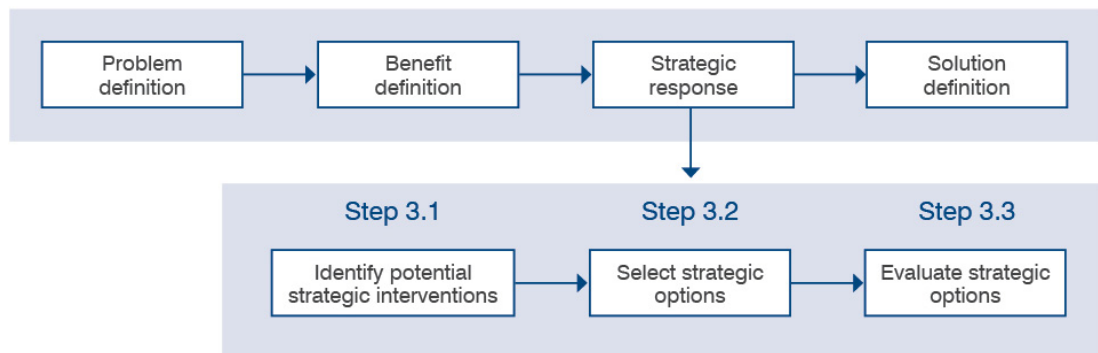 Problem
definition
Benefit
definition
Strategic
response
Solution
definition
Step 3.1
Step 3.2
Step 3.3
Identify potential
strategic interventions
Select strategic
options
Evaluate strategic
options